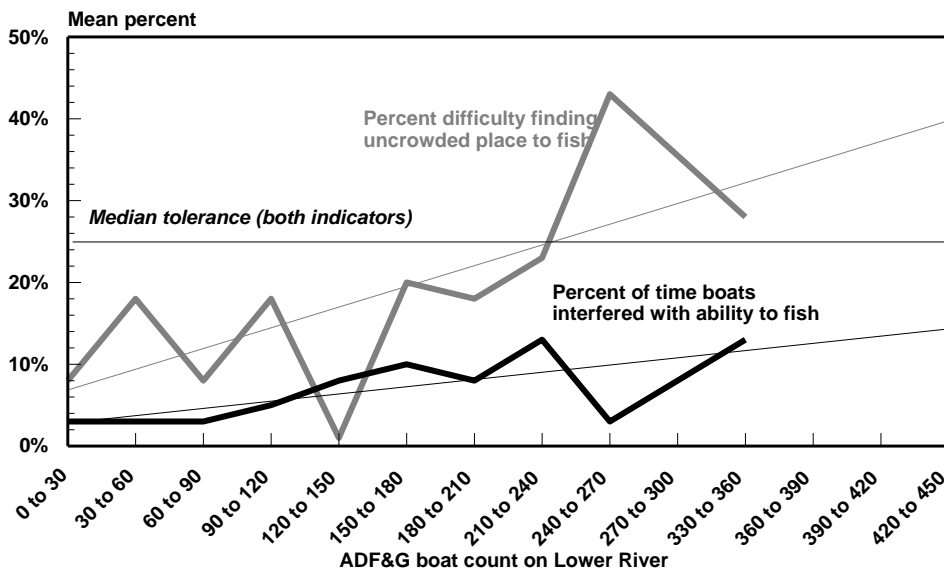 Mean percent
50%
40%
30%
20%
10%
0%
Percent difficulty finding
uncrowded place to fish
Median tolerance (both indicators)
Percent of time boats
interfered with ability to fish
0 to 30
30 to 60
60 to 90
90 to 120
120 to 150
150 to 180
180 to 210
210 to 240
240 to 270
270 to 300
330 to 360
360 to 390
390 to 420
420 to 450
ADF&G boat count on Lower River